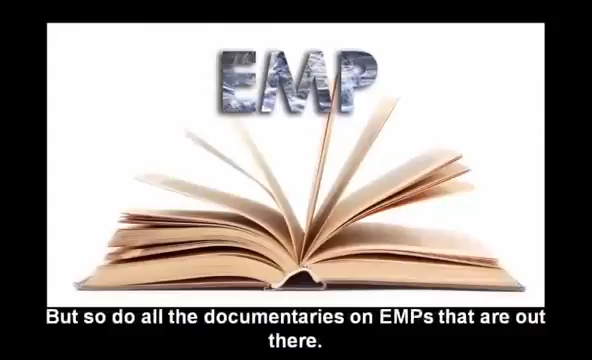 EMP
But so do all the documentaries on EMPs that are out
there.